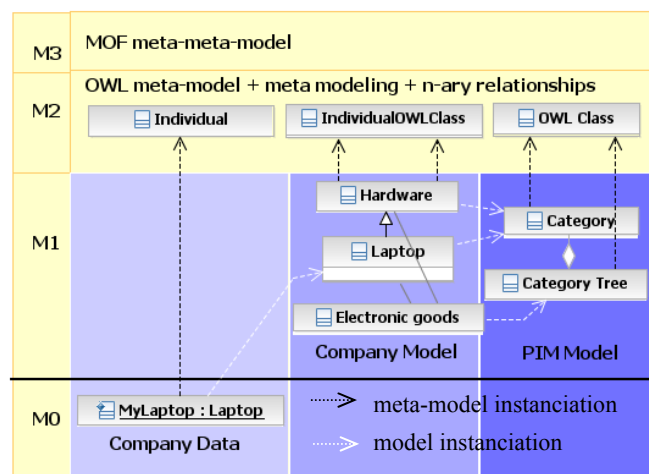 M3
MOF meta-meta-model
OWL meta-model + meta modeling + n-ary relationships
M2
Individual
IndividualOWLClass
OWL Class
M1
Hardware
Category
Laptop
Category Tree
Electronic goods
Company Model
PIM Model
M0
MyLaptop : Laptop
Company Data
meta-model instanciation
model instanciation